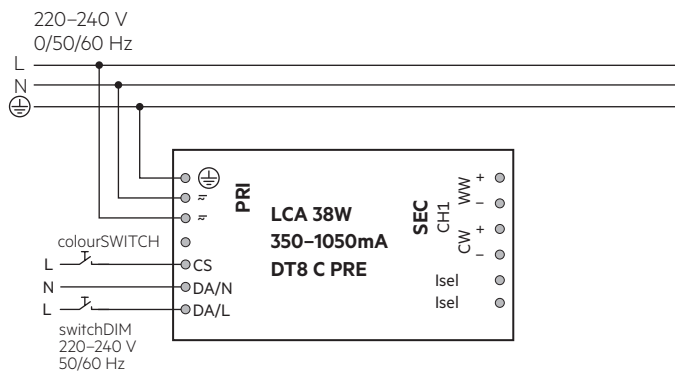 220–240 V
0/50/60 Hz
L
N
PRI
LCA 38W
350–1050mA
DT8 C PRE
SEC
CH1
WW
+
–
CW
+
–
Isel
Isel
colourSWITCH
L
CS
N
DA/N
L
DA/L
switchDIM
220–240 V
50/60 Hz